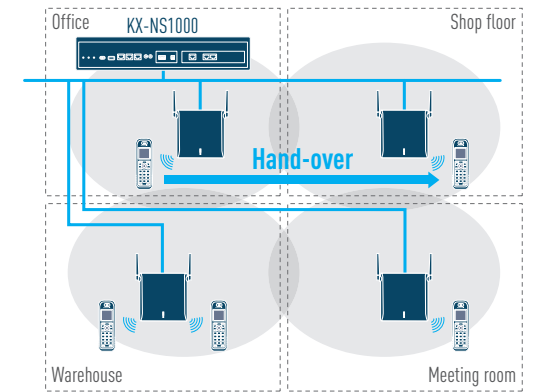 Office
KX-NS1000
Shop floor
Hand-over
Warehouse
Meeting room